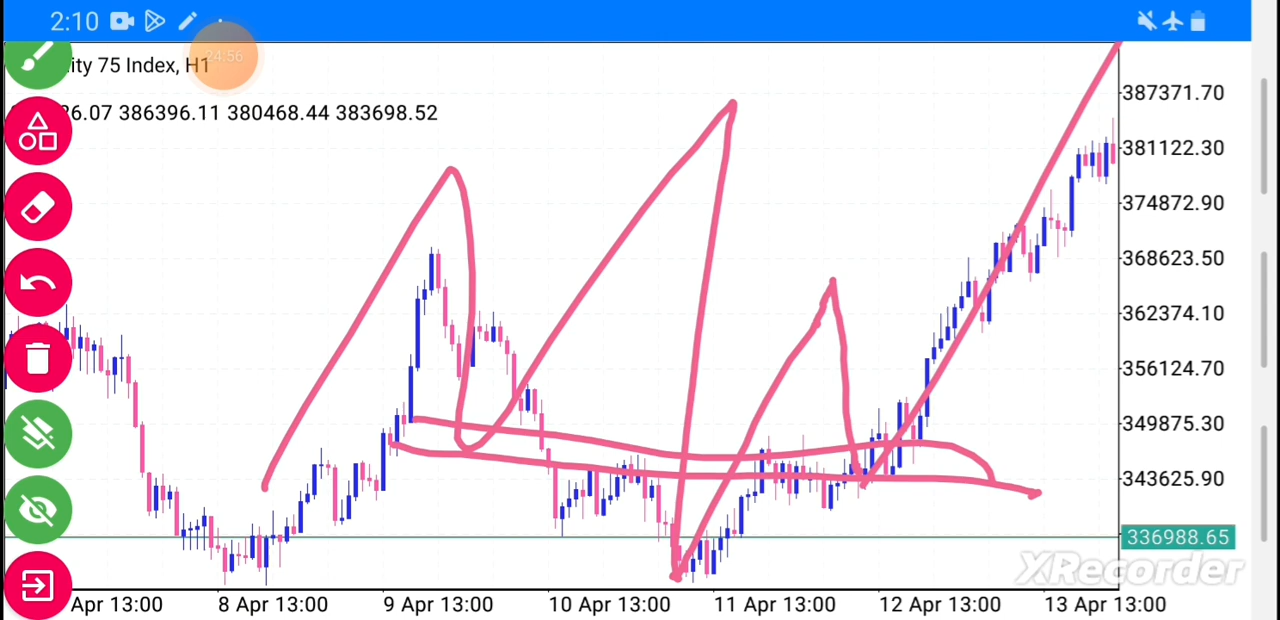 2:10
24:56
ity 75 Index, H1
26.07 386396.11 380468.44 383698.52
387371.70
381122.30
374872.90
368623.50
362374.10
356124.70
349875.30
343625.90
336988.65
XRecorder
Apr 13:00 8 Apr 13:00 9 Apr 13:00 10 Apr 13:00 11 Apr 13:00 12 Apr 13:00 13 Apr 13:00